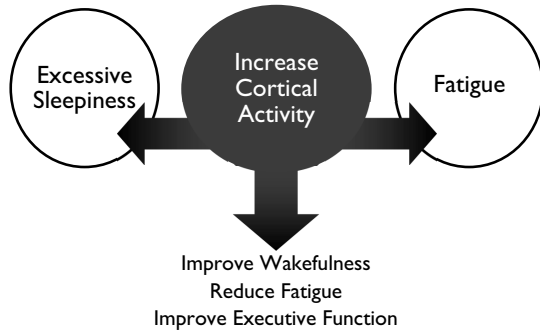 Excessive
Sleepiness
Increase
Cortical
Activity
Fatigue
Improve Wakefulness
Reduce Fatigue
Improve Executive Function